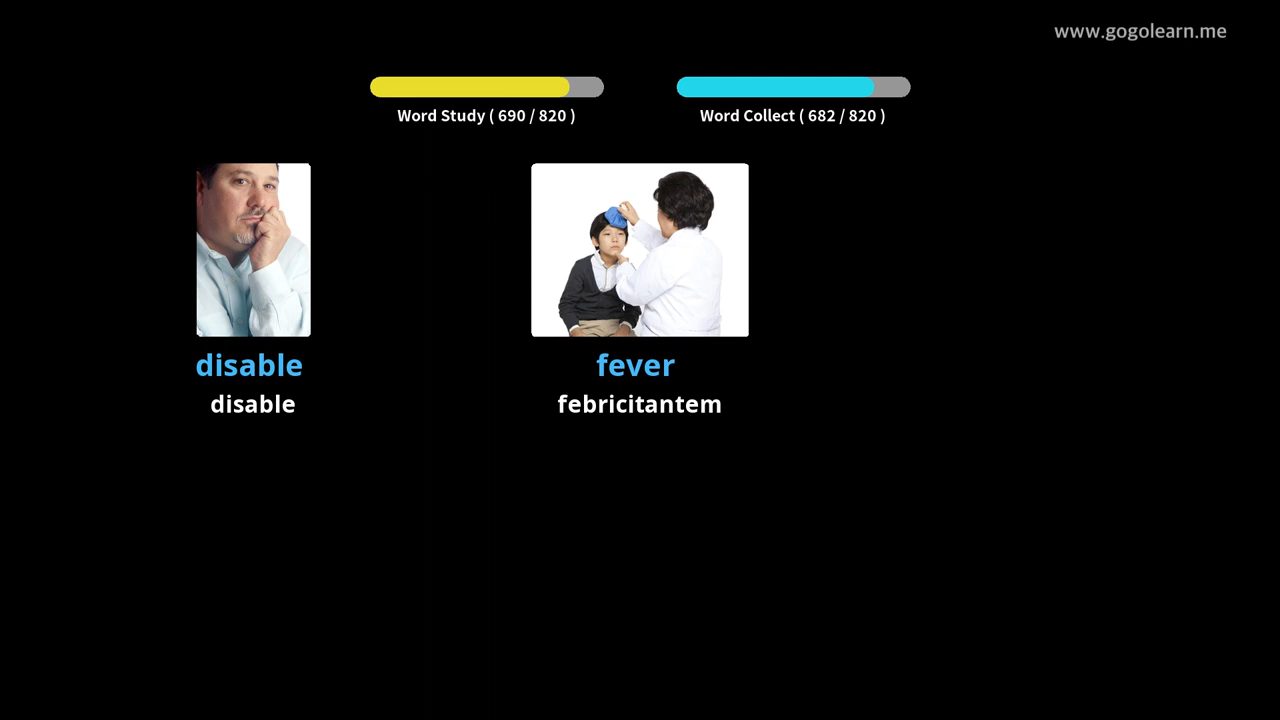 www.gogolearn.me
Word Study ( 690 / 820 )
Word Collect ( 682 / 820 )
disable
disable
fever
febricitantem